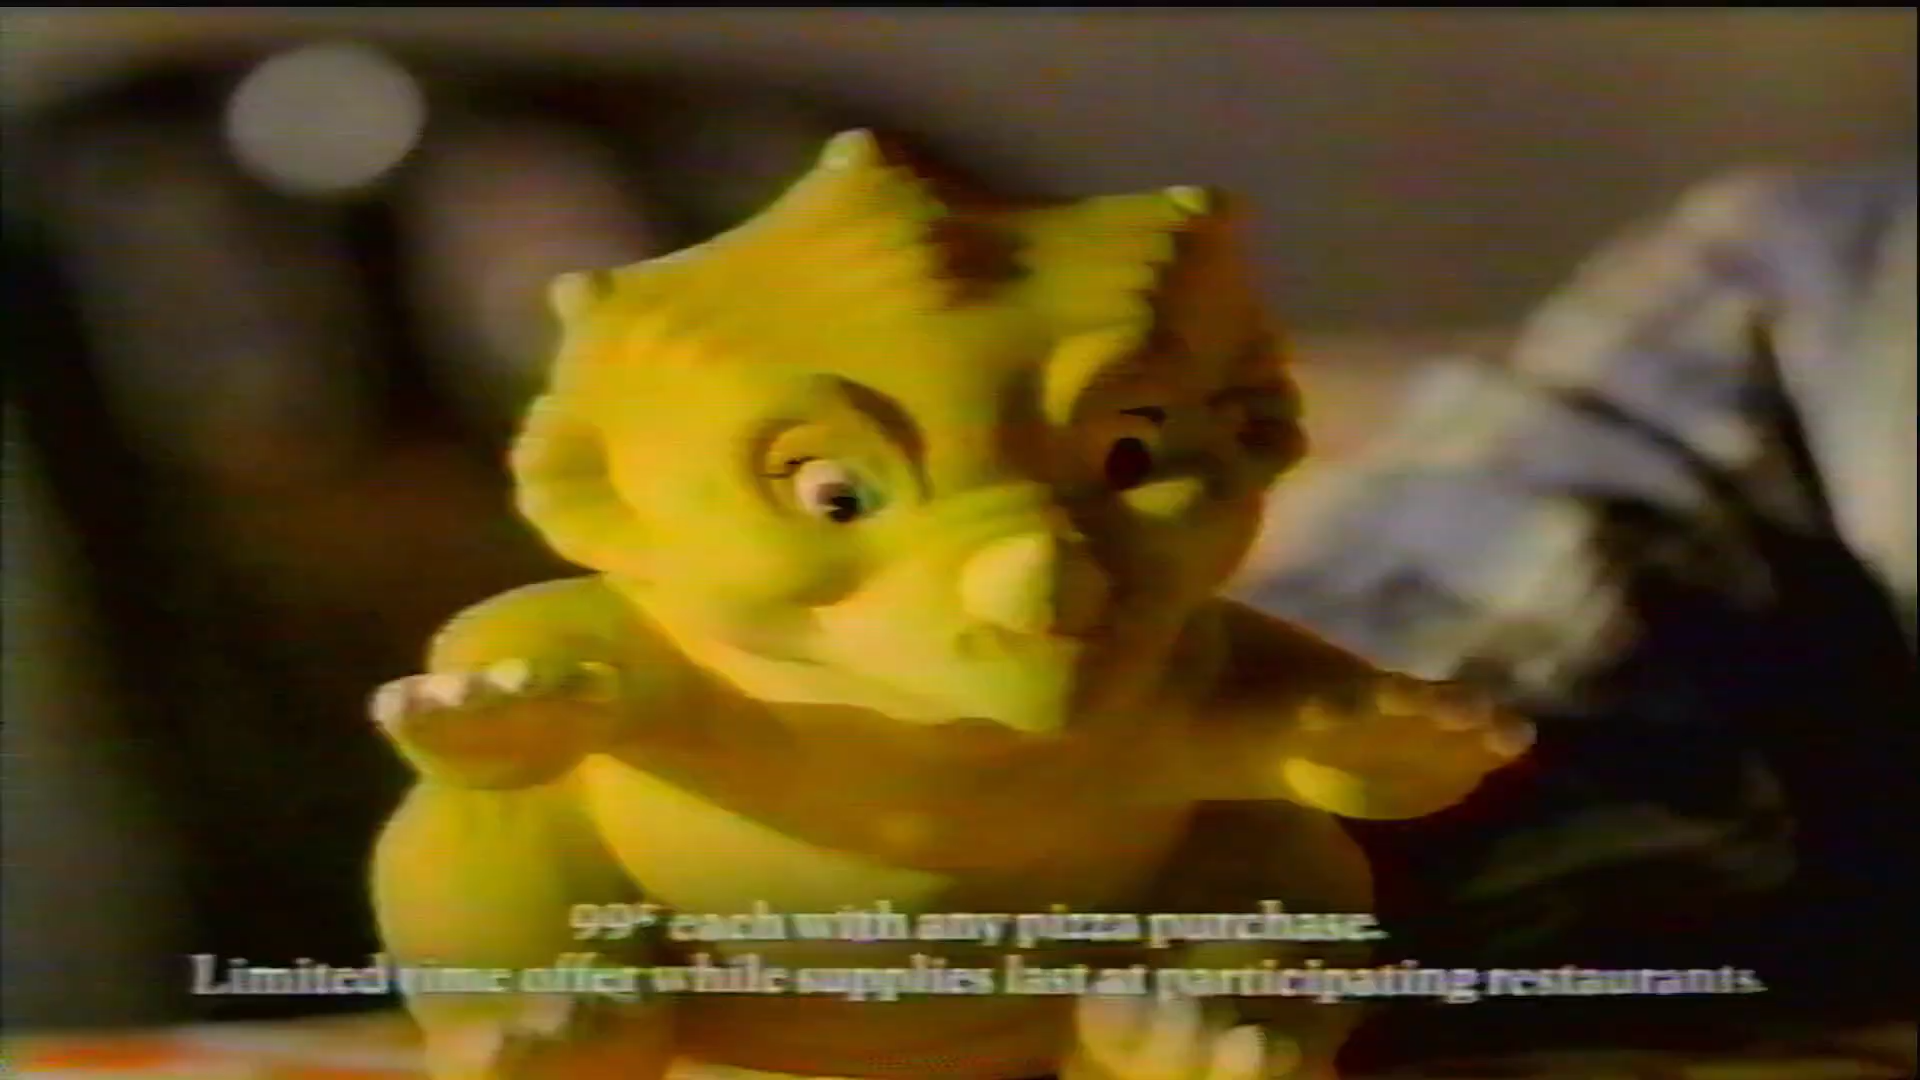 99¢ each with any pizza purchase.
Limited time offer while supplies last at participating restaurants.